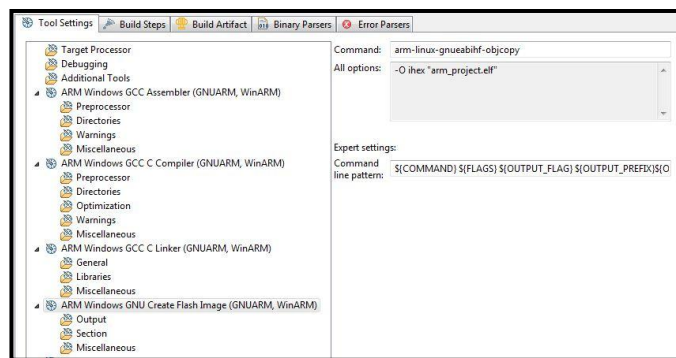 Tool Settings Build Steps Build Artifact Binary Parsers Error Parsers
Target Processor
Debugging
Additional Tools
ARM Windows GCC Assembler (GNUARM, WinARM)
Preprocessor
Directories
Warnings
Miscellaneous
ARM Windows GCC C Compiler (GNUARM, WinARM)
Preprocessor
Directories
Optimization
Warnings
Miscellaneous
ARM Windows GCC C Linker (GNUARM, WinARM)
General
Libraries
Miscellaneous
ARM Windows GNU Create Flash Image (GNUARM, WinARM)
Output
Section
Miscellaneous
Command: arm-linux-gnueabihf-objcopy
All options: -O ihex "arm_project.elf"
Expert settings:
Command
line pattern: ${COMMAND} ${FLAGS} ${OUTPUT_FLAG} ${OUTPUT_PREFIX}${O